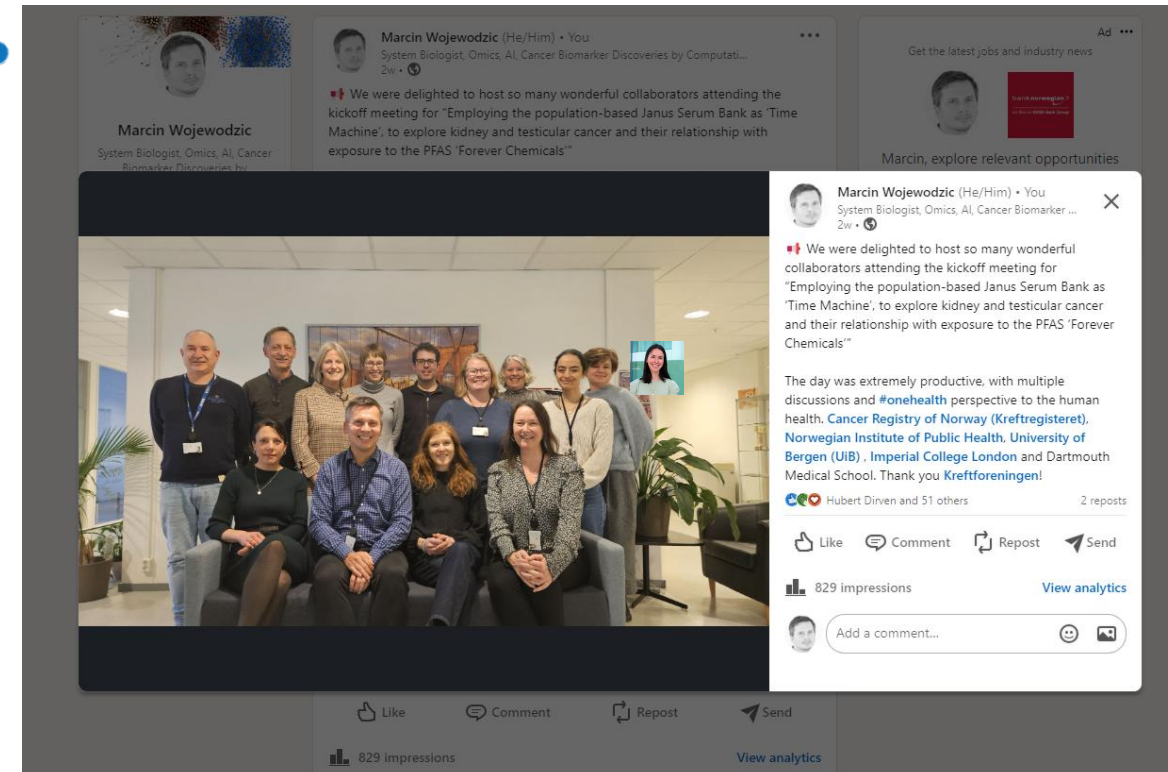 Marcin Wojewodzic
System Biologist, Omics, AI, Cancer
Biomarker Discoveries by
Marcin Wojewodzic (He/Him) • You
System Biologist, Omics, AI, Cancer Biomarker Discoveries by Computati...
2w •
We were delighted to host so many wonderful collaborators attending the
kickoff meeting for "Employing the population-based Janus Serum Bank as 'Time
Machine', to explore kidney and testicular cancer and their relationship with
exposure to the PFAS 'Forever Chemicals'"
Ad •••
Get the latest jobs and industry news
Marcin, explore relevant opportunities
Marcin Wojewodzic (He/Him) • You
System Biologist, Omics, AI, Cancer Biomarker ...
2w •
We were delighted to host so many wonderful
collaborators attending the kickoff meeting for
"Employing the population-based Janus Serum Bank as
'Time Machine', to explore kidney and testicular cancer
and their relationship with exposure to the PFAS 'Forever
Chemicals'"
The day was extremely productive, with multiple
discussions and #onehealth perspective to the human
health. Cancer Registry of Norway (Kreftregisteret),
Norwegian Institute of Public Health, University of
Bergen (UiB) , Imperial College London and Dartmouth
Medical School. Thank you Kreftforeningen!
Hubert Dirven and 51 others
2 reposts
Like
Comment
Repost
Send
829 impressions
View analytics
Add a comment...
Like
Comment
Repost
Send
829 impressions
View analytics